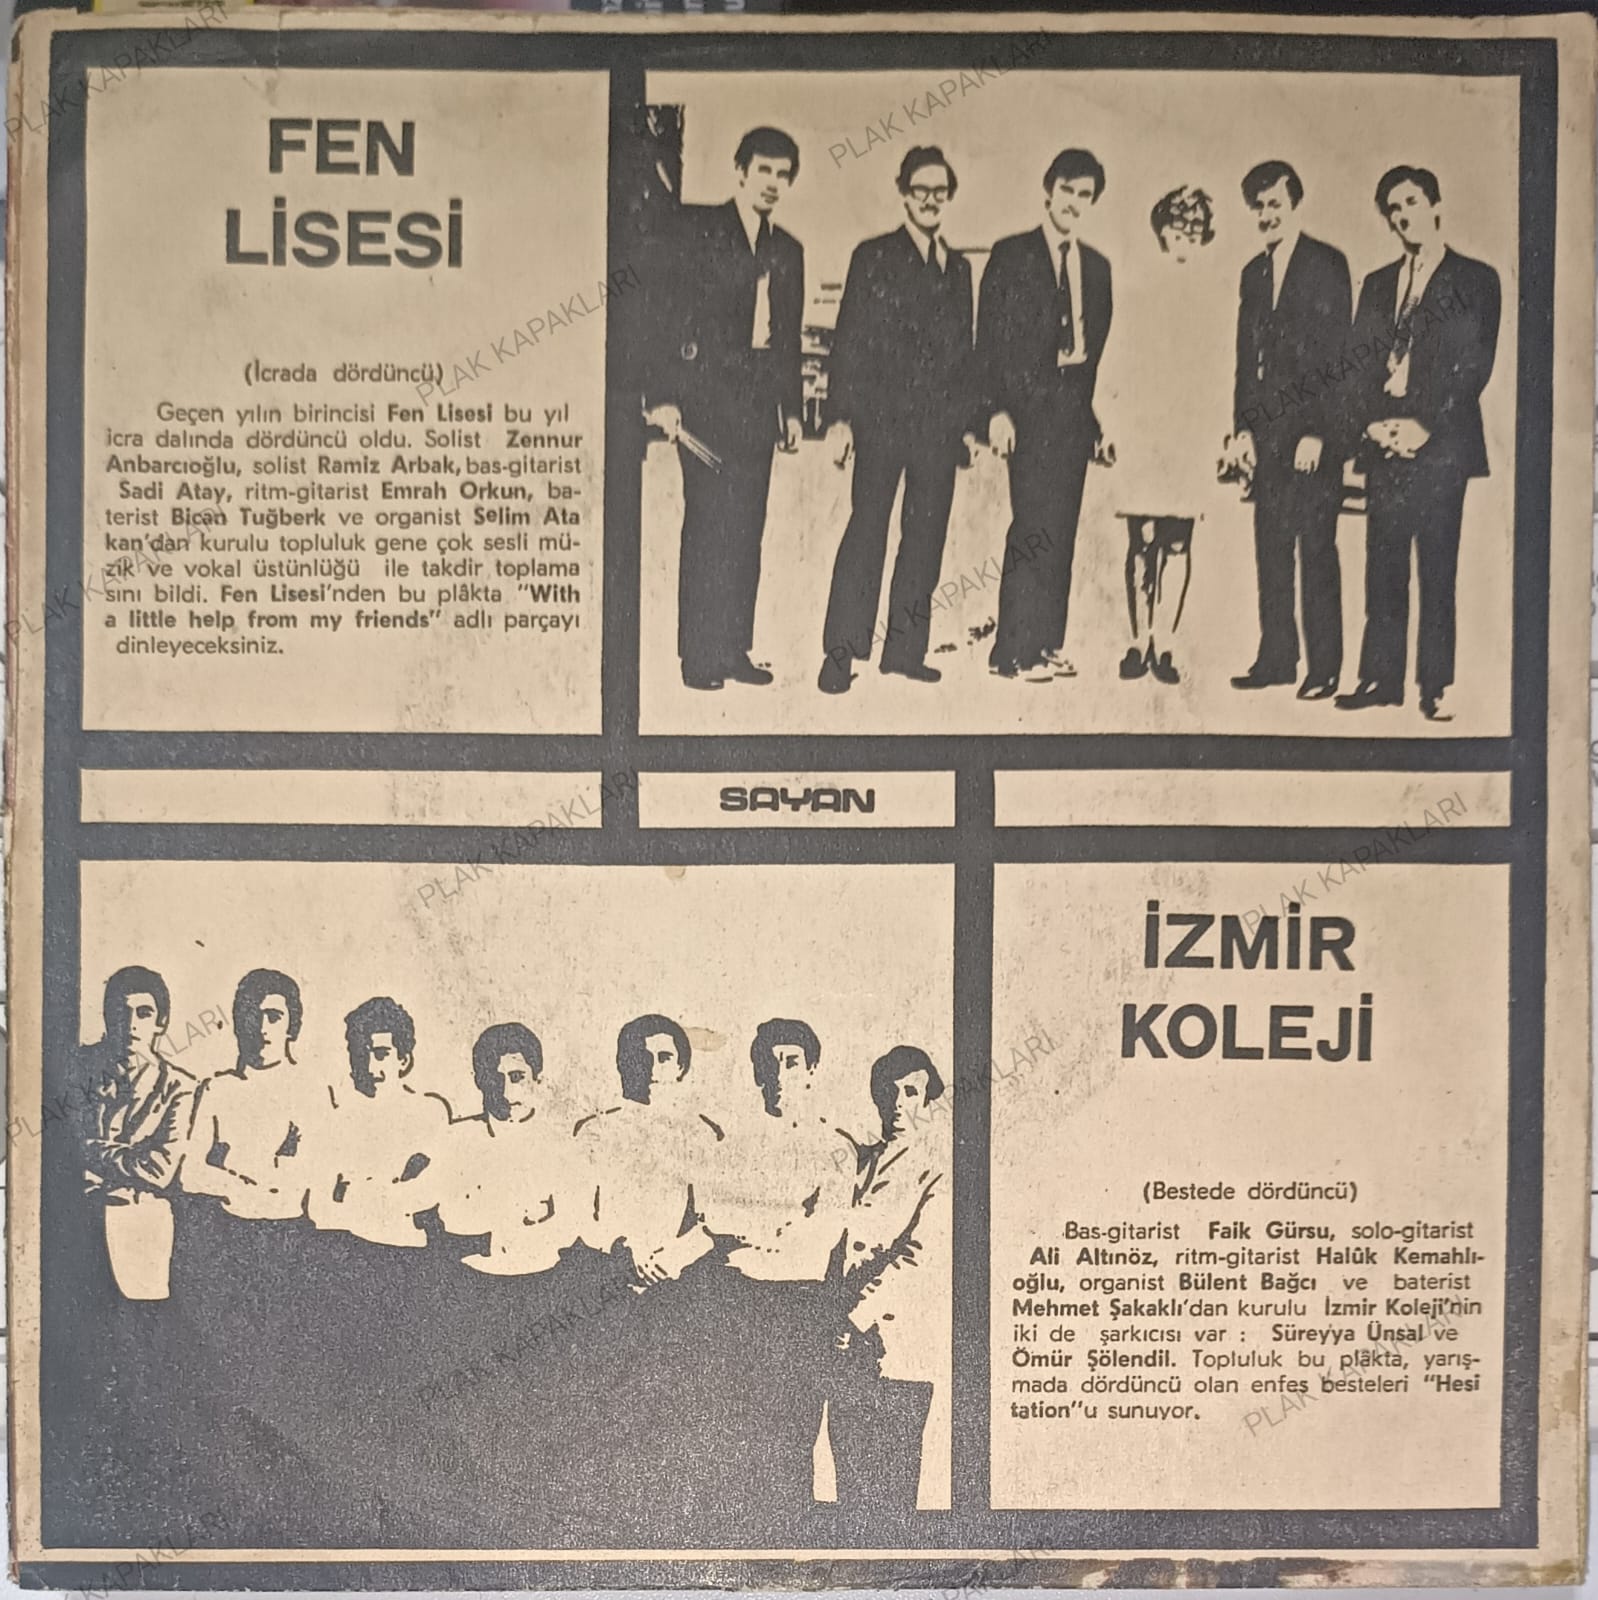 FEN
LİSESİ
(İcrada dördüncü)
Geçen yılın birincisi Fen Lisesi bu yıl
icra dalında dördüncü oldu. Solist Zennur
Anbarcıoğlu, solist Ramiz Arbak, bas-gitarist
Sadi Atay, ritm-gitarist Emrah Orkun, ba-
terist Bican Tuğberk ve organist Selim Ata
kan'dan kurulu topluluk gene çok sesli mü-
zik ve vokal üstünlüğü ile takdir toplama
sını bildi. Fen Lisesi'nden bu plâkta "With
a little help from my friends" adlı parçayı
dinleyeceksiniz.
SAYAN
İZMİR
KOLEJİ
(Bestede dördüncü)
Bas-gitarist Faik Gürsu, solo-gitarist
Ali Altınöz, ritm-gitarist Halûk Kemahlı-
oğlu, organist Bülent Bağcı ve baterist
Mehmet Şakaklı'dan kurulu İzmir Koleji'nin
iki de şarkıcısı var : Süreyya Ünsal ve
Ömür Şölendil. Topluluk bu plâkta, yarış-
mada dördüncü olan enfes besteleri "Hesi
tation"u sunuyor.
PLAK KAPAKLARI